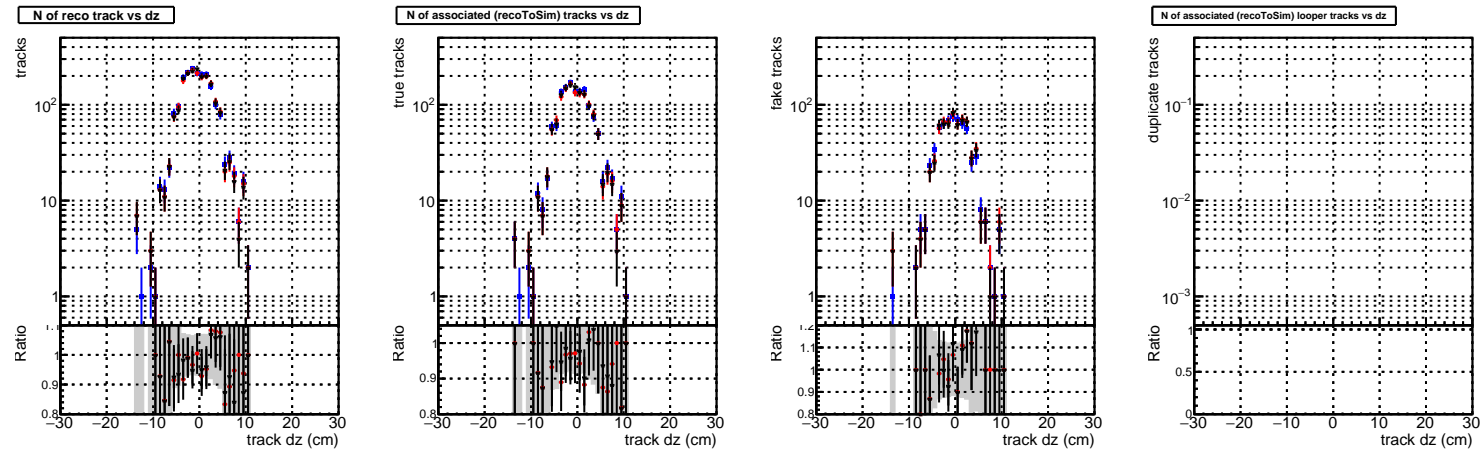 N of reco track vs dz
tracks
10²
10
1
Ratio
1.1
1
0.9
0.8
−30 −20 −10 0 10 20 30
track dz (cm)
N of associated (recoToSim) tracks vs dz
true tracks
10²
10
1
Ratio
1
0.9
0.8
−30 −20 −10 0 10 20 30
track dz (cm)
fake tracks
10²
10
1
Ratio
1.2
1.1
1
0.9
0.8
−30 −20 −10 0 10 20 30
track dz (cm)
N of associated (recoToSim) looper tracks vs dz
duplicate tracks
10⁻¹
10⁻²
10⁻³
Ratio
1
0.5
0
−30 −20 −10 0 10 20 30
track dz (cm)